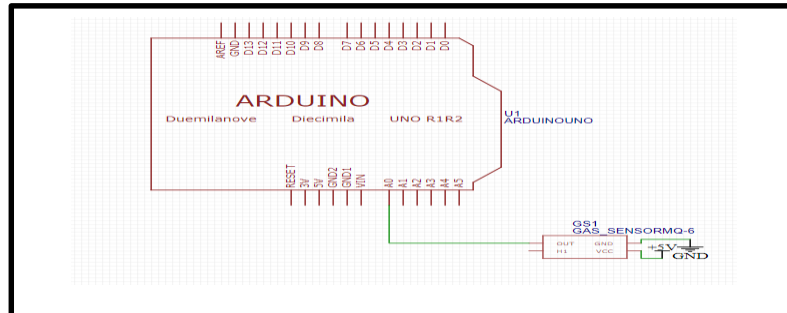 AREF GND D13 D12 D11 D10 D9 D8 D7 D6 D5 D4 D3 D2 D1 D0
ARDUINO
Duemilanove Diecimila UNO R1R2
U1
ARDUINOUNO
RESET 3V 5V GND2 GND1 VIN A0 A1 A2 A3 A4 A5
GS1
GAS_SENSORMQ-6
OUT GND
H1 VCC
+5V
GND